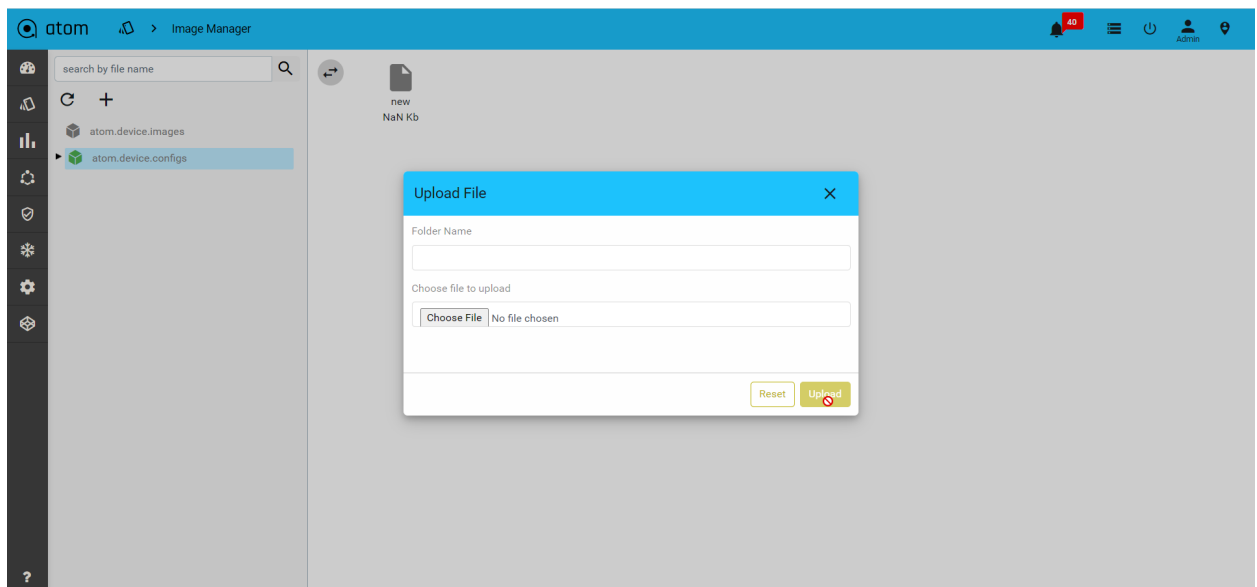 atom > Image Manager 40 Admin
search by file name
new
NaN Kb
atom.device.images
atom.device.configs
Upload File
Folder Name
Choose file to upload
Choose File No file chosen
Reset Upload
?